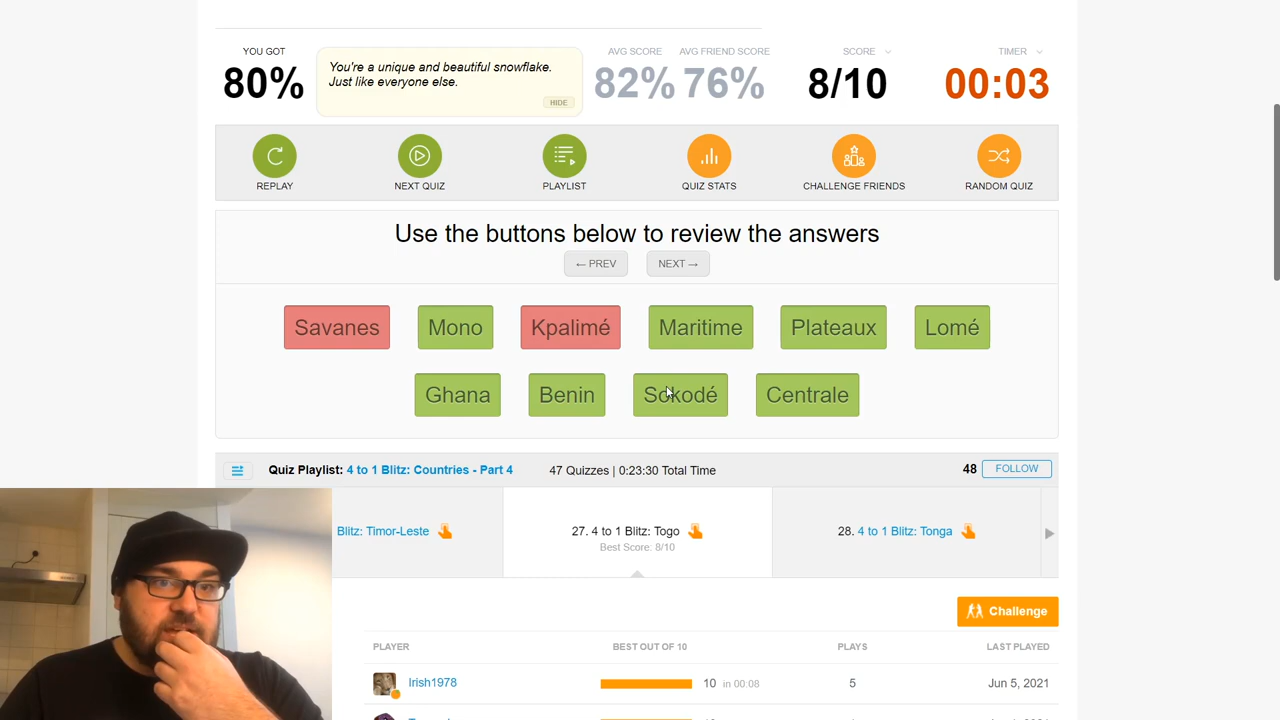 YOU GOT
80%
You're a unique and beautiful snowflake.
Just like everyone else.
HIDE
AVG SCORE
82%
AVG FRIEND SCORE
76%
SCORE
8/10
TIMER
00:03
REPLAY
NEXT QUIZ
PLAYLIST
QUIZ STATS
CHALLENGE FRIENDS
RANDOM QUIZ
Use the buttons below to review the answers
← PREV
NEXT →
Savanes Mono Kpalimé Maritime Plateaux Lomé
Ghana Benin Sokodé Centrale
Quiz Playlist: 4 to 1 Blitz: Countries - Part 4 47 Quizzes | 0:23:30 Total Time 48 FOLLOW
Blitz: Timor-Leste
27. 4 to 1 Blitz: Togo
Best Score: 8/10
28. 4 to 1 Blitz: Tonga
Challenge
PLAYER BEST OUT OF 10 PLAYS LAST PLAYED
Irish1978 10 in 00:08 5 Jun 5, 2021